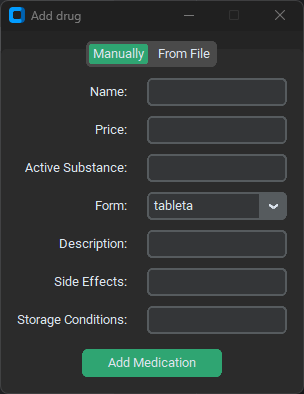 Add drug
Manually From File
Name:
Price:
Active Substance:
Form: tableta
Description:
Side Effects:
Storage Conditions:
Add Medication